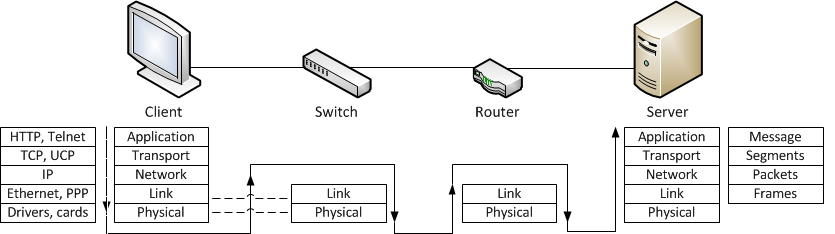 Client Switch Router Server
HTTP, Telnet Application Application Message
TCP, UCP Transport Transport Segments
IP Network Network Packets
Ethernet, PPP Link Link Link Link Frames
Drivers, cards Physical Physical Physical Physical